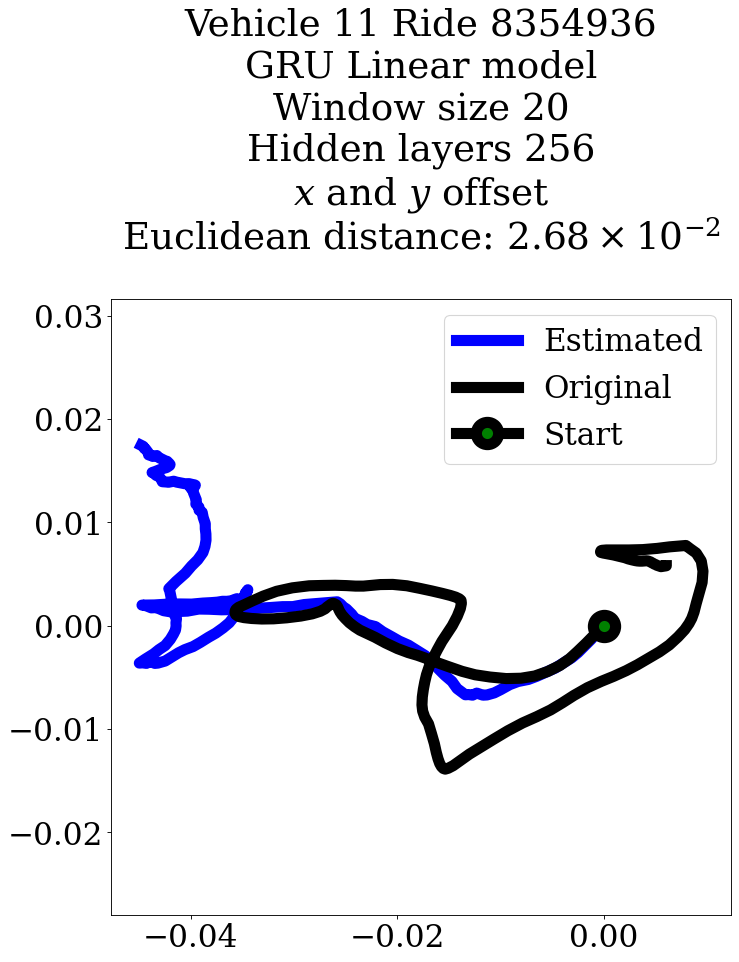 Vehicle 11 Ride 8354936
GRU Linear model
Window size 20
Hidden layers 256
x and y offset
Euclidean distance: 2.68 × 10⁻²
Estimated
Original
Start
0.03
0.02
0.01
0.00
−0.01
−0.02
−0.04
−0.02
0.00